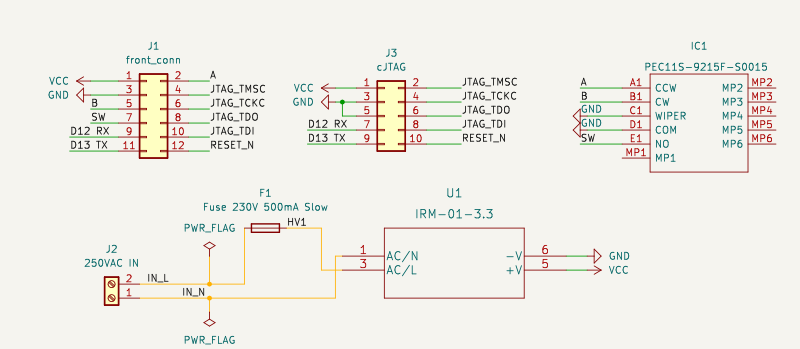 J1
front_conn
VCC 1 2 A
GND 3 4 JTAG_TMSC
B 5 6 JTAG_TCKC
SW 7 8 JTAG_TDO
D12 RX 9 10 JTAG_TDI
D13 TX 11 12 RESET_N
J3
cJTAG
VCC 1 2 JTAG_TMSC
GND 3 4 JTAG_TCKC
5 6 JTAG_TDO
D12 RX 7 8 JTAG_TDI
D13 TX 9 10 RESET_N
IC1
PEC11S-9215F-S0015
A A1 CCW MP2 MP2
B B1 CW MP3 MP3
GND C1 WIPER MP4 MP4
GND D1 COM MP5 MP5
SW E1 NO MP6 MP6
MP1 MP1
F1
Fuse 230V 500mA Slow
HV1
PWR_FLAG
J2
250VAC IN
2 IN_L
1 IN_N
PWR_FLAG
U1
IRM-01-3.3
1 AC/N -V 6 GND
3 AC/L +V 5 VCC